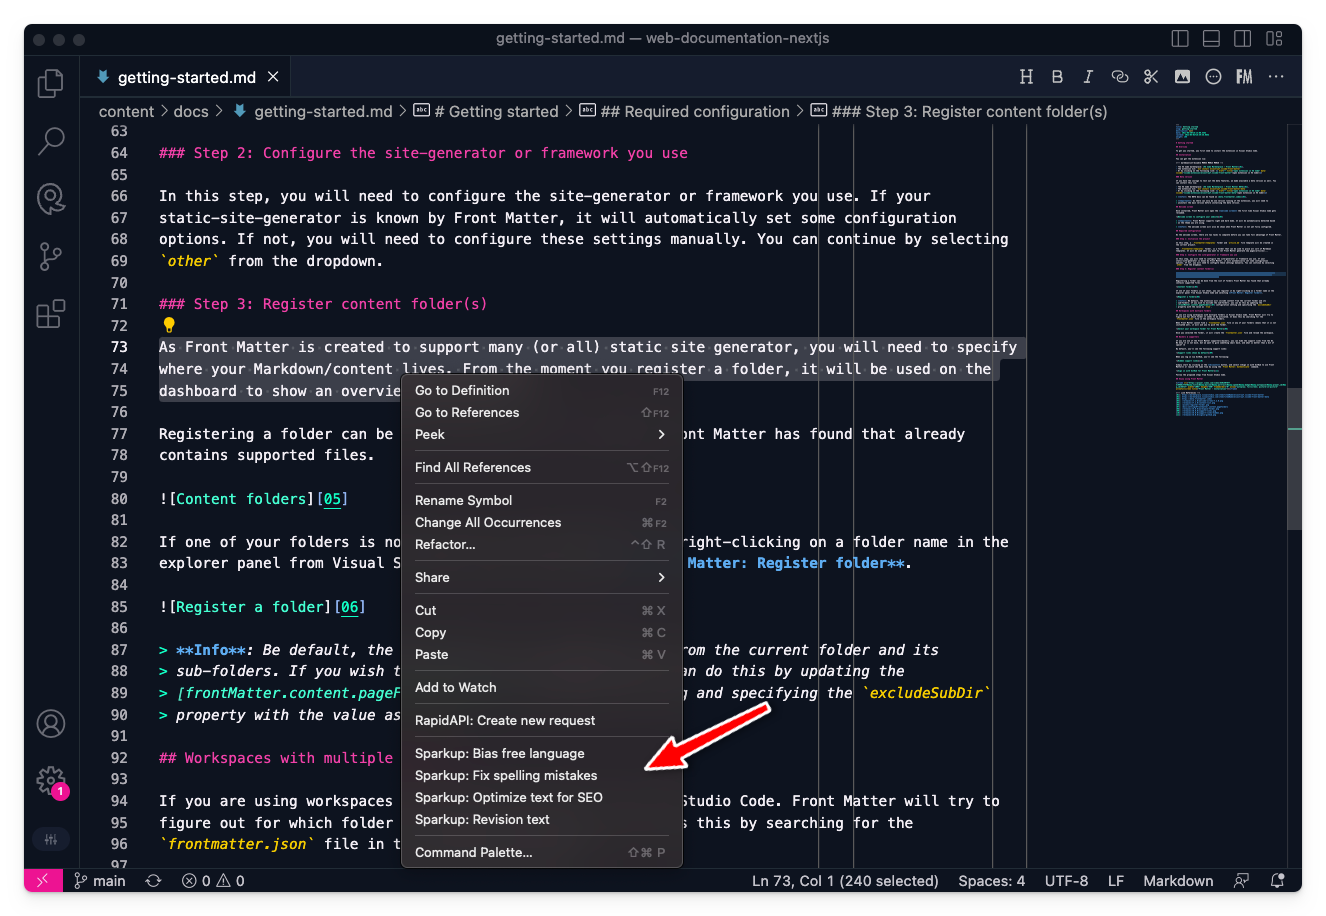 getting-started.md — web-documentation-nextjs
getting-started.md
H B I FM
content > docs > getting-started.md > abc # Getting started > abc ## Required configuration > abc ### Step 3: Register content folder(s)
63
64 ### Step 2: Configure the site-generator or framework you use
65
66 In this step, you will need to configure the site-generator or framework you use. If your
67 static-site-generator is known by Front Matter, it will automatically set some configuration
68 options. If not, you will need to configure these settings manually. You can continue by selecting
69 `other` from the dropdown.
70
71 ### Step 3: Register content folder(s)
72
73 As Front Matter is created to support many (or all) static site generator, you will need to specify
74 where your Markdown/content lives. From the moment you register a folder, it will be used on the
75 dashboard to show an overvie
76
77 Registering a folder can be nt Matter has found that already
78 contains supported files.
79
80 ![Content folders][05]
81
82 If one of your folders is no right-clicking on a folder name in the
83 explorer panel from Visual S Matter: Register folder**.
84
85 ![Register a folder][06]
86
87 > **Info**: Be default, the om the current folder and its
88 > sub-folders. If you wish t an do this by updating the
89 > [frontMatter.content.pageF g and specifying the `excludeSubDir`
90 > property with the value as
91
92 ## Workspaces with multiple
93
94 If you are using workspaces Studio Code. Front Matter will try to
95 figure out for which folder s this by searching for the
96 `frontmatter.json` file in t
97
Go to Definition F12
Go to References ⇧F12
Peek >
Find All References ⌥⇧F12
Rename Symbol F2
Change All Occurrences ⌘F2
Refactor... ^⇧ R
Share >
Cut ⌘ X
Copy ⌘ C
Paste ⌘ V
Add to Watch
RapidAPI: Create new request
Sparkup: Bias free language
Sparkup: Fix spelling mistakes
Sparkup: Optimize text for SEO
Sparkup: Revision text
Command Palette... ⇧⌘ P
1
main 0 0 Ln 73, Col 1 (240 selected) Spaces: 4 UTF-8 LF Markdown